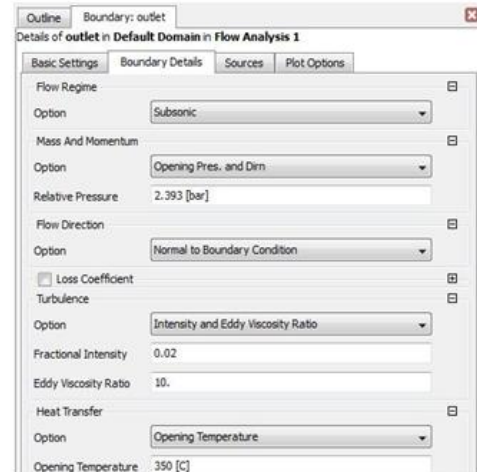 Outline Boundary: outlet
Details of outlet in Default Domain in Flow Analysis 1
Basic Settings Boundary Details Sources Plot Options
Flow Regime
Option Subsonic
Mass And Momentum
Option Opening Pres. and Dirn
Relative Pressure 2.393 [bar]
Flow Direction
Option Normal to Boundary Condition
Loss Coefficient
Turbulence
Option Intensity and Eddy Viscosity Ratio
Fractional Intensity 0.02
Eddy Viscosity Ratio 10.
Heat Transfer
Option Opening Temperature
Opening Temperature 350 [C]